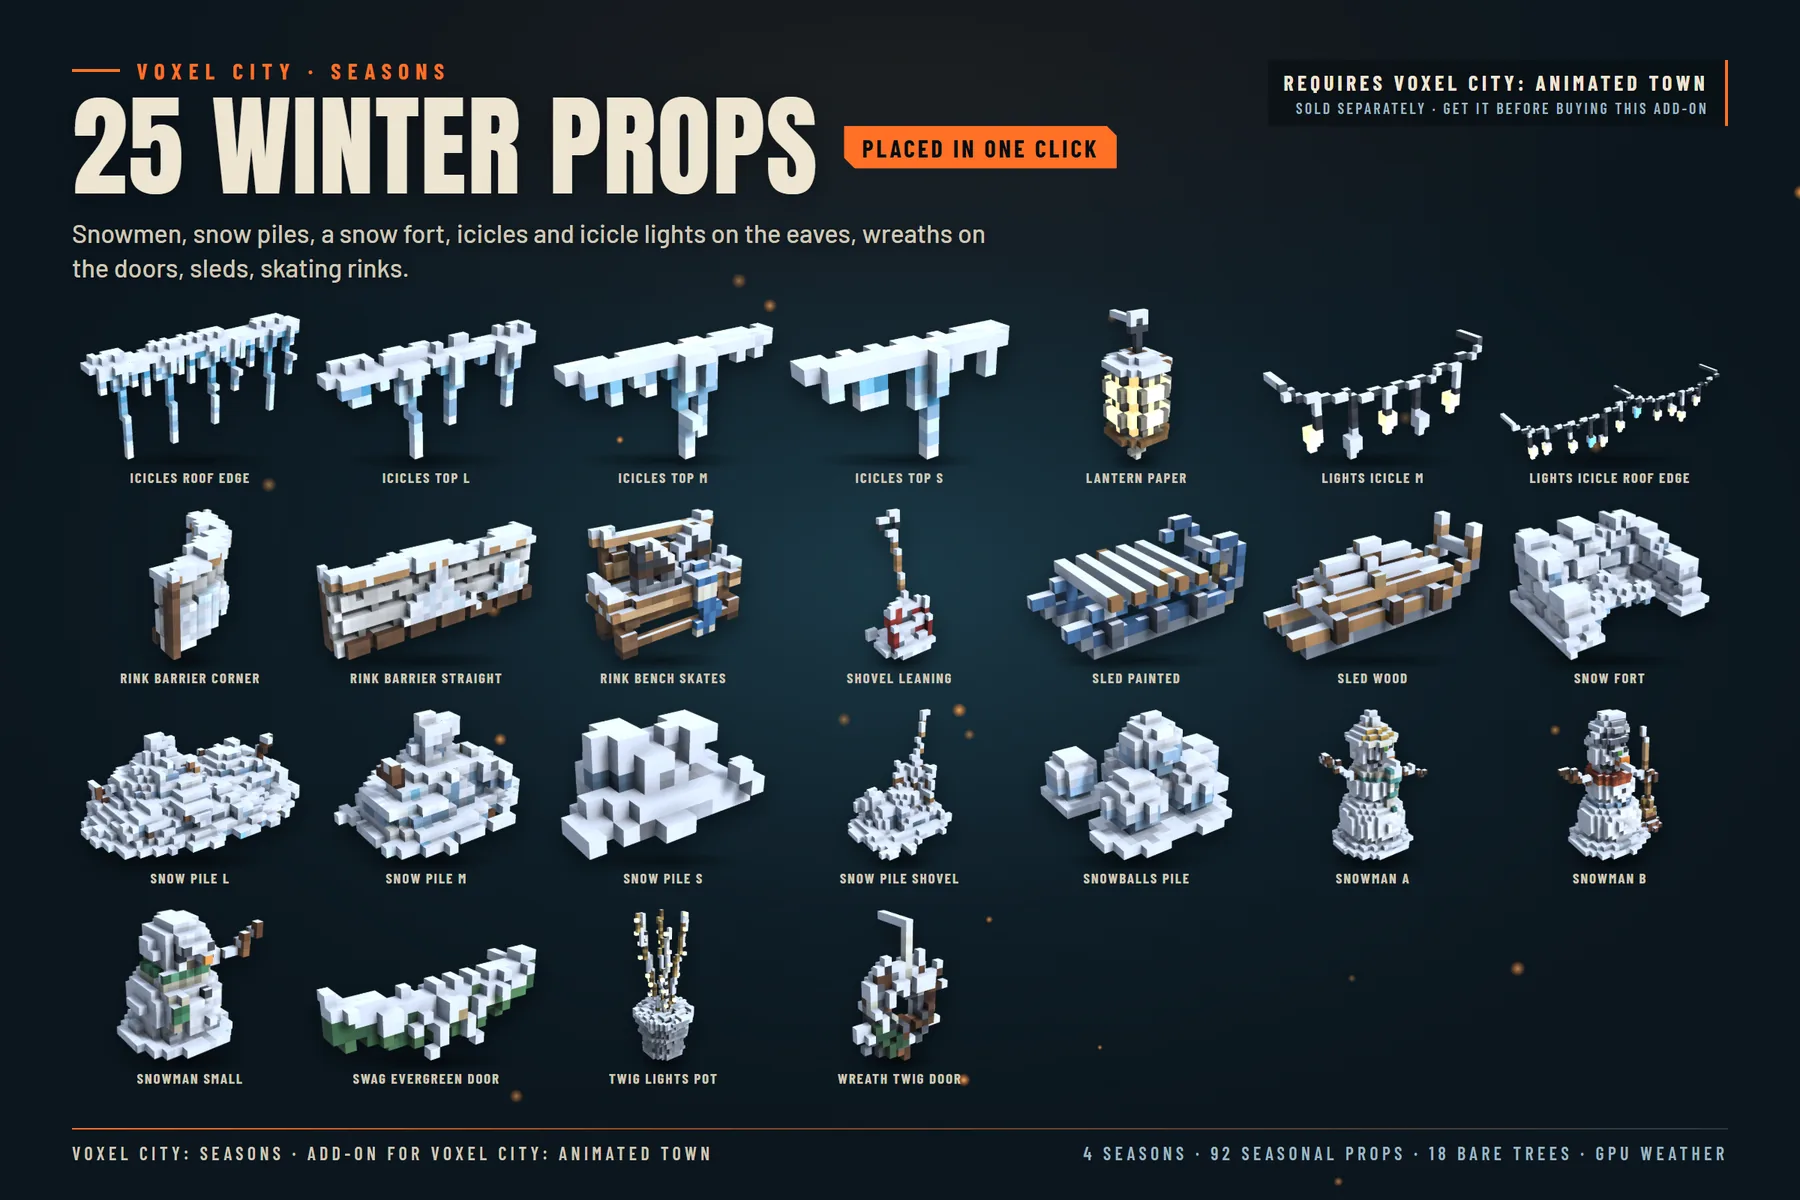 VOXEL CITY · SEASONS
25 WINTER PROPS
PLACED IN ONE CLICK
REQUIRES VOXEL CITY: ANIMATED TOWN
SOLD SEPARATELY · GET IT BEFORE BUYING THIS ADD-ON
Snowmen, snow piles, a snow fort, icicles and icicle lights on the eaves, wreaths on
the doors, sleds, skating rinks.
ICICLES ROOF EDGE
ICICLES TOP L
ICICLES TOP M
ICICLES TOP S
LANTERN PAPER
LIGHTS ICICLE M
LIGHTS ICICLE ROOF EDGE
RINK BARRIER CORNER
RINK BARRIER STRAIGHT
RINK BENCH SKATES
SHOVEL LEANING
SLED PAINTED
SLED WOOD
SNOW FORT
SNOW PILE L
SNOW PILE M
SNOW PILE S
SNOW PILE SHOVEL
SNOWBALLS PILE
SNOWMAN A
SNOWMAN B
SNOWMAN SMALL
SWAG EVERGREEN DOOR
TWIG LIGHTS POT
WREATH TWIG DOOR
VOXEL CITY: SEASONS · ADD-ON FOR VOXEL CITY: ANIMATED TOWN
4 SEASONS · 92 SEASONAL PROPS · 18 BARE TREES · GPU WEATHER